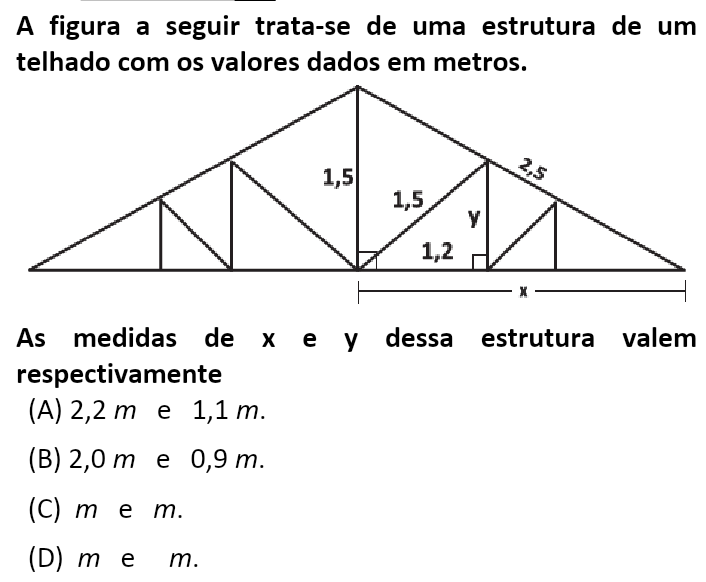 A figura a seguir trata-se de uma estrutura de um
telhado com os valores dados em metros.
2,5
1,5
1,5
y
1,2
x
As medidas de x e y dessa estrutura valem
respectivamente
(A) 2,2 m e 1,1 m.
(B) 2,0 m e 0,9 m.
(C) m e m.
(D) m e m.